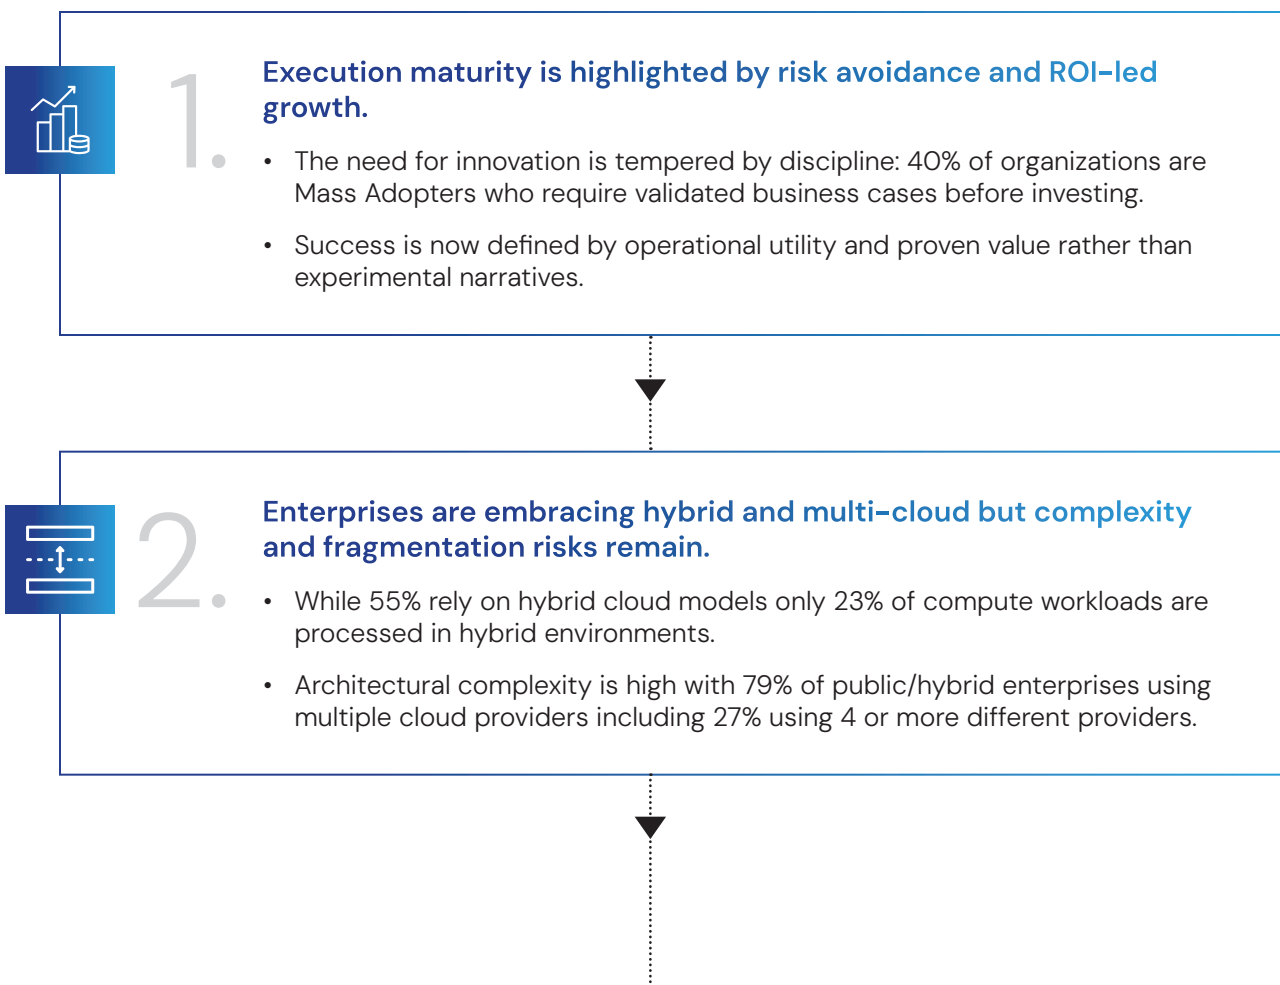 1.
Execution maturity is highlighted by risk avoidance and ROI-led
growth.
• The need for innovation is tempered by discipline: 40% of organizations are
Mass Adopters who require validated business cases before investing.
• Success is now defined by operational utility and proven value rather than
experimental narratives.
2.
Enterprises are embracing hybrid and multi-cloud but complexity
and fragmentation risks remain.
• While 55% rely on hybrid cloud models only 23% of compute workloads are
processed in hybrid environments.
• Architectural complexity is high with 79% of public/hybrid enterprises using
multiple cloud providers including 27% using 4 or more different providers.